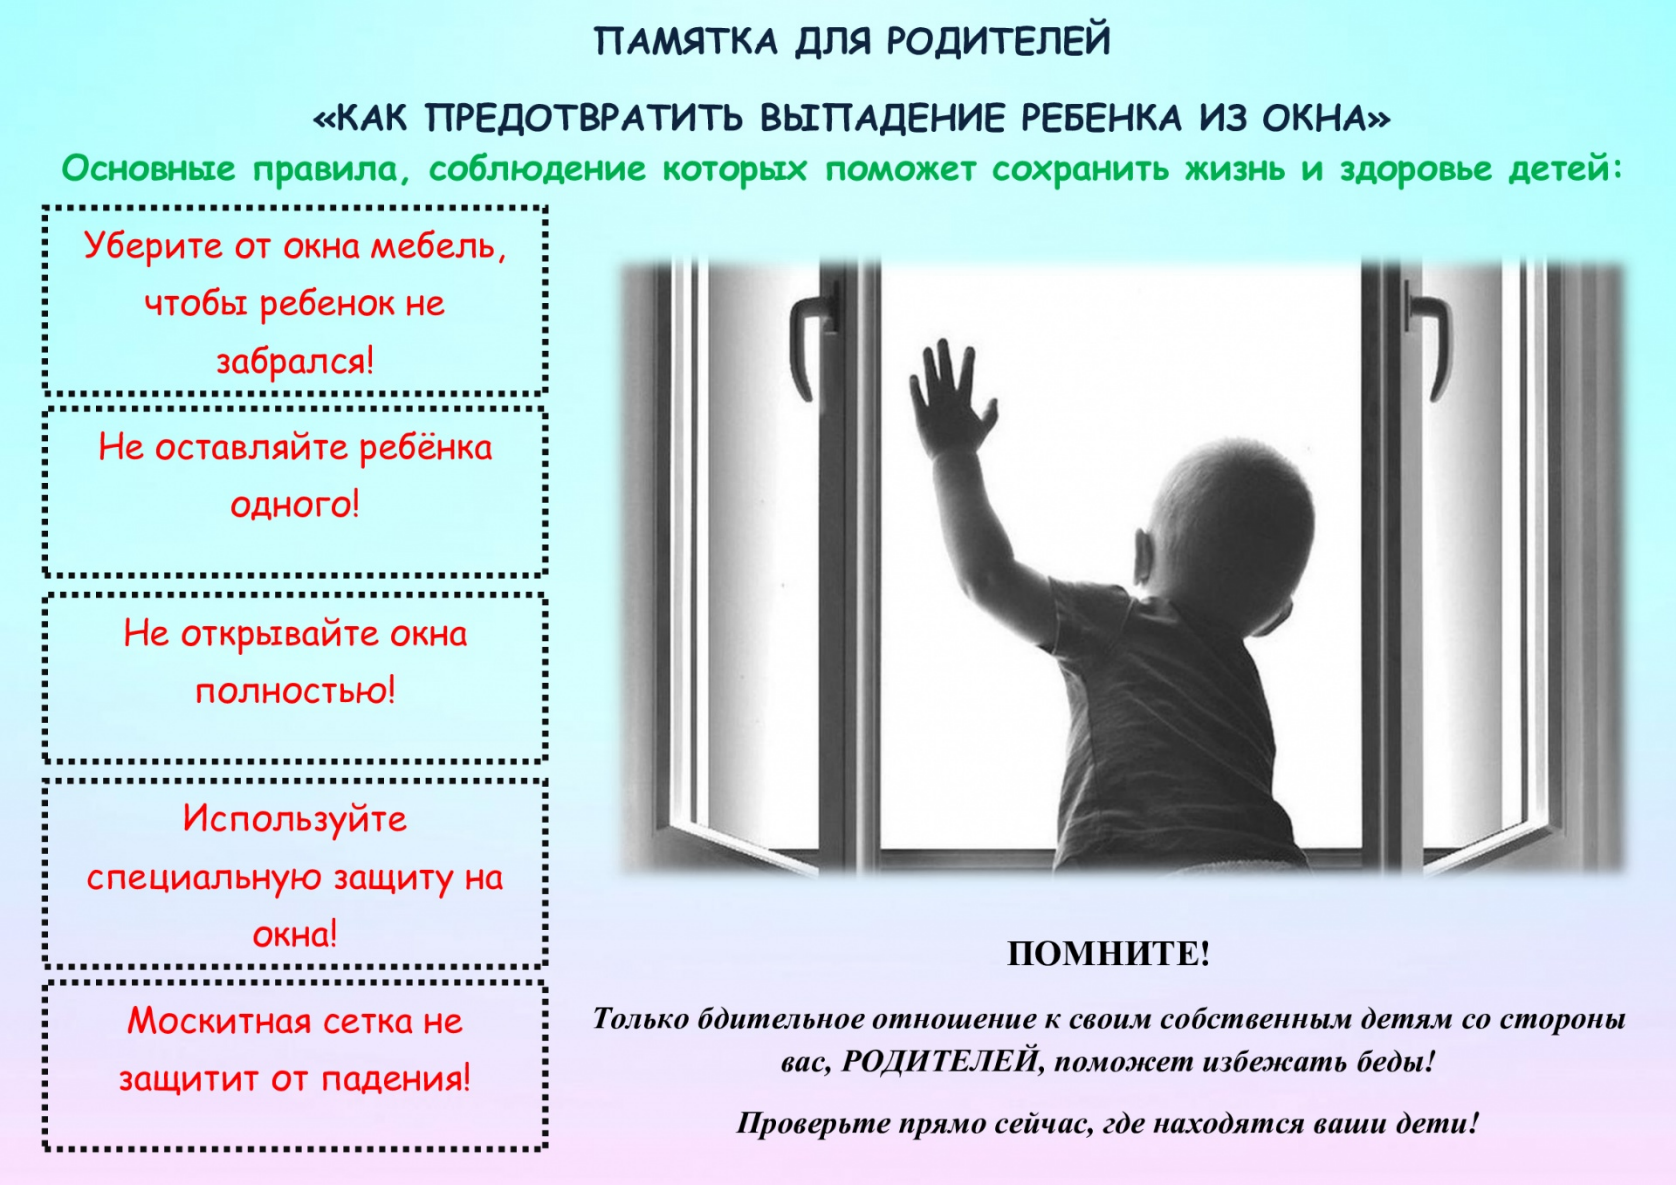 ПАМЯТКА ДЛЯ РОДИТЕЛЕЙ
«КАК ПРЕДОТВРАТИТЬ ВЫПАДЕНИЕ РЕБЕНКА ИЗ ОКНА»
Основные правила, соблюдение которых поможет сохранить жизнь и здоровье детей:
Уберите от окна мебель,
чтобы ребенок не
забрался!
Не оставляйте ребёнка
одного!
Не открывайте окна
полностью!
Используйте
специальную защиту на
окна!
Москитная сетка не
защитит от падения!
ПОМНИТЕ!
Только бдительное отношение к своим собственным детям со стороны
вас, РОДИТЕЛЕЙ, поможет избежать беды!
Проверьте прямо сейчас, где находятся ваши дети!